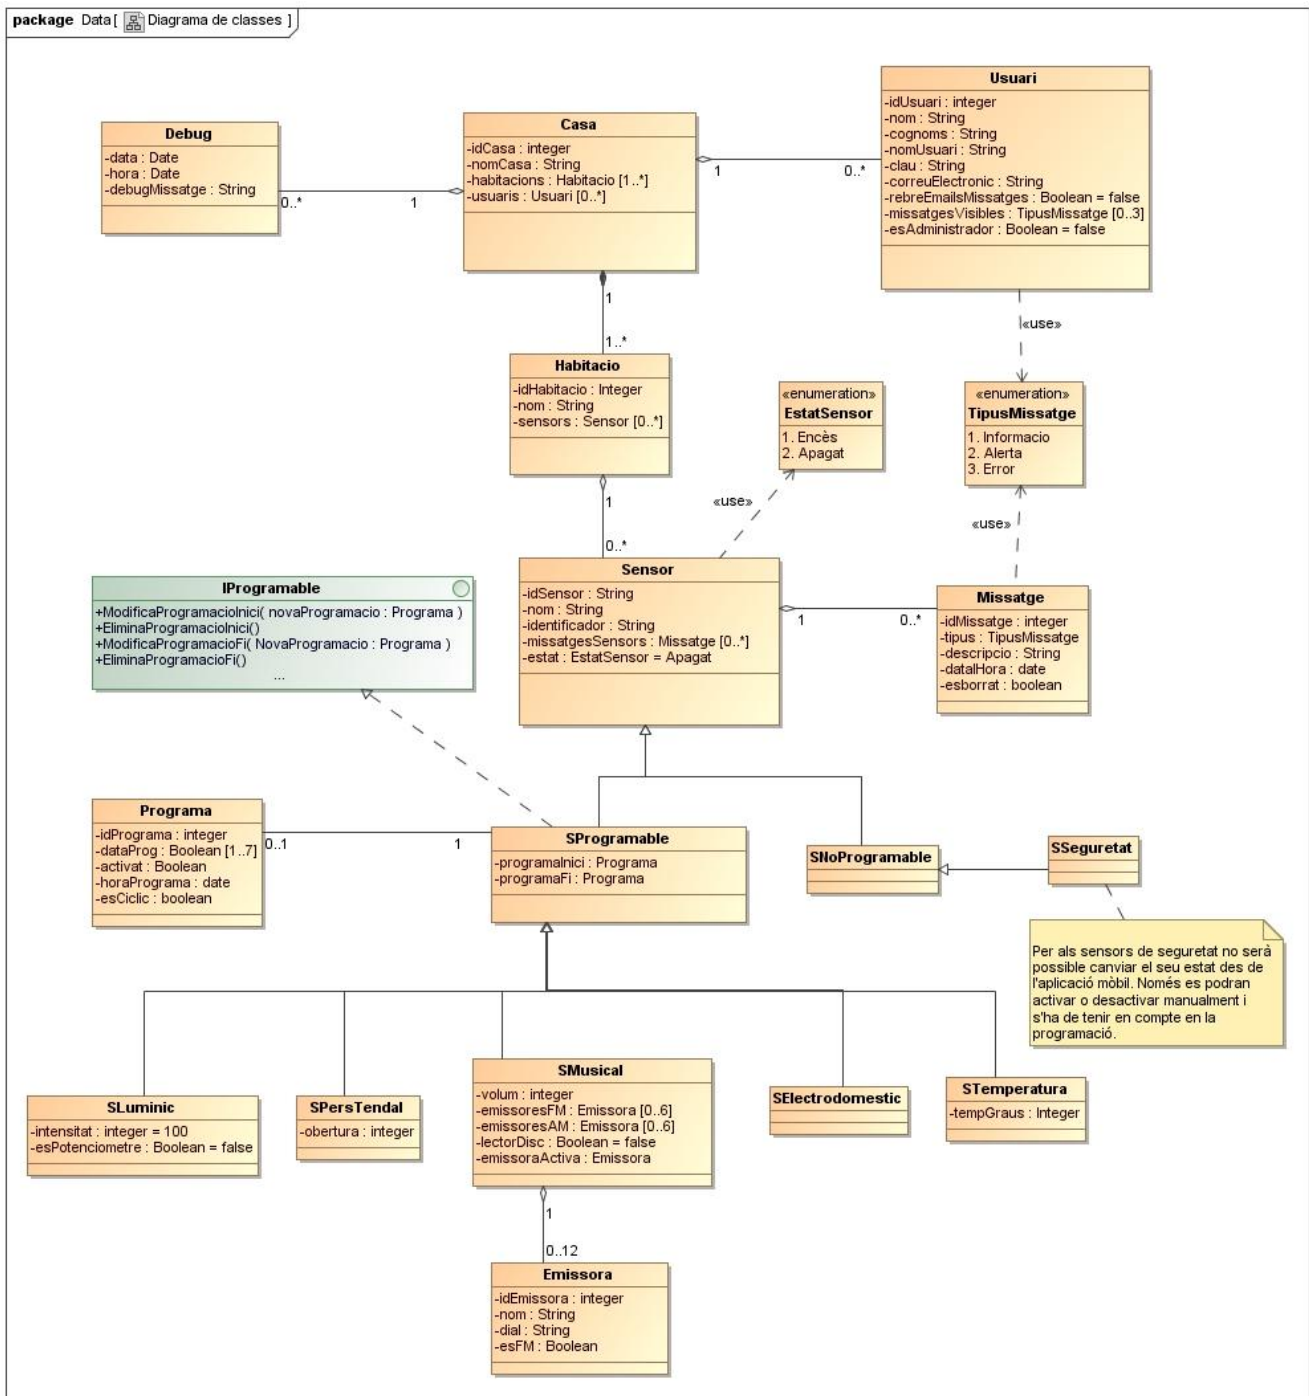 package Data [ Diagrama de classes ]
Usuari
-idUsuari : integer
-nom : String
-cognoms : String
-nomUsuari : String
-clau : String
-correuElectronic : String
-rebreEmailsMissatges : Boolean = false
-missatgesVisibles : TipusMissatge [0..3]
-esAdministrador : Boolean = false
Casa
-idCasa : integer
-nomCasa : String
-habitacions : Habitacio [1..*]
-usuaris : Usuari [0..*]
Debug
-data : Date
-hora : Date
-debugMissatge : String
0..*
1
1
0..*
1
1..*
«use»
Habitacio
-idHabitacio : Integer
-nom : String
-sensors : Sensor [0..*]
«enumeration»
EstatSensor
1. Encès
2. Apagat
«enumeration»
TipusMissatge
1. Informacio
2. Alerta
3. Error
1
0..*
«use»
«use»
IProgramable
+ModificaProgramacioInici( novaProgramacio : Programa )
+EliminaProgramacioInici()
+ModificaProgramacioFi( NovaProgramacio : Programa )
+EliminaProgramacioFi()
...
Sensor
-idSensor : String
-nom : String
-identificador : String
-missatgesSensors : Missatge [0..*]
-estat : EstatSensor = Apagat
1
0..*
Missatge
-idMissatge : integer
-tipus : TipusMissatge
-descripcio : String
-dataIHora : date
-esborrat : boolean
Programa
-idPrograma : integer
-dataProg : Boolean [1..7]
-activat : Boolean
-horaPrograma : date
-esCiclic : boolean
0..1
1
SProgramable
-programaInici : Programa
-programaFi : Programa
SNoProgramable
SSeguretat
Per als sensors de seguretat no serà
possible canviar el seu estat des de
l'aplicació mòbil. Només es podran
activar o desactivar manualment i
s'ha de tenir en compte en la
programació.
SLuminic
-intensitat : integer = 100
-esPotenciometre : Boolean = false
SPersTendal
-obertura : integer
SMusical
-volum : integer
-emissoresFM : Emissora [0..6]
-emissoresAM : Emissora [0..6]
-lectorDisc : Boolean = false
-emissoraActiva : Emissora
SElectrodomestic
STemperatura
-tempGraus : Integer
1
0..12
Emissora
-idEmissora : integer
-nom : String
-dial : String
-esFM : Boolean